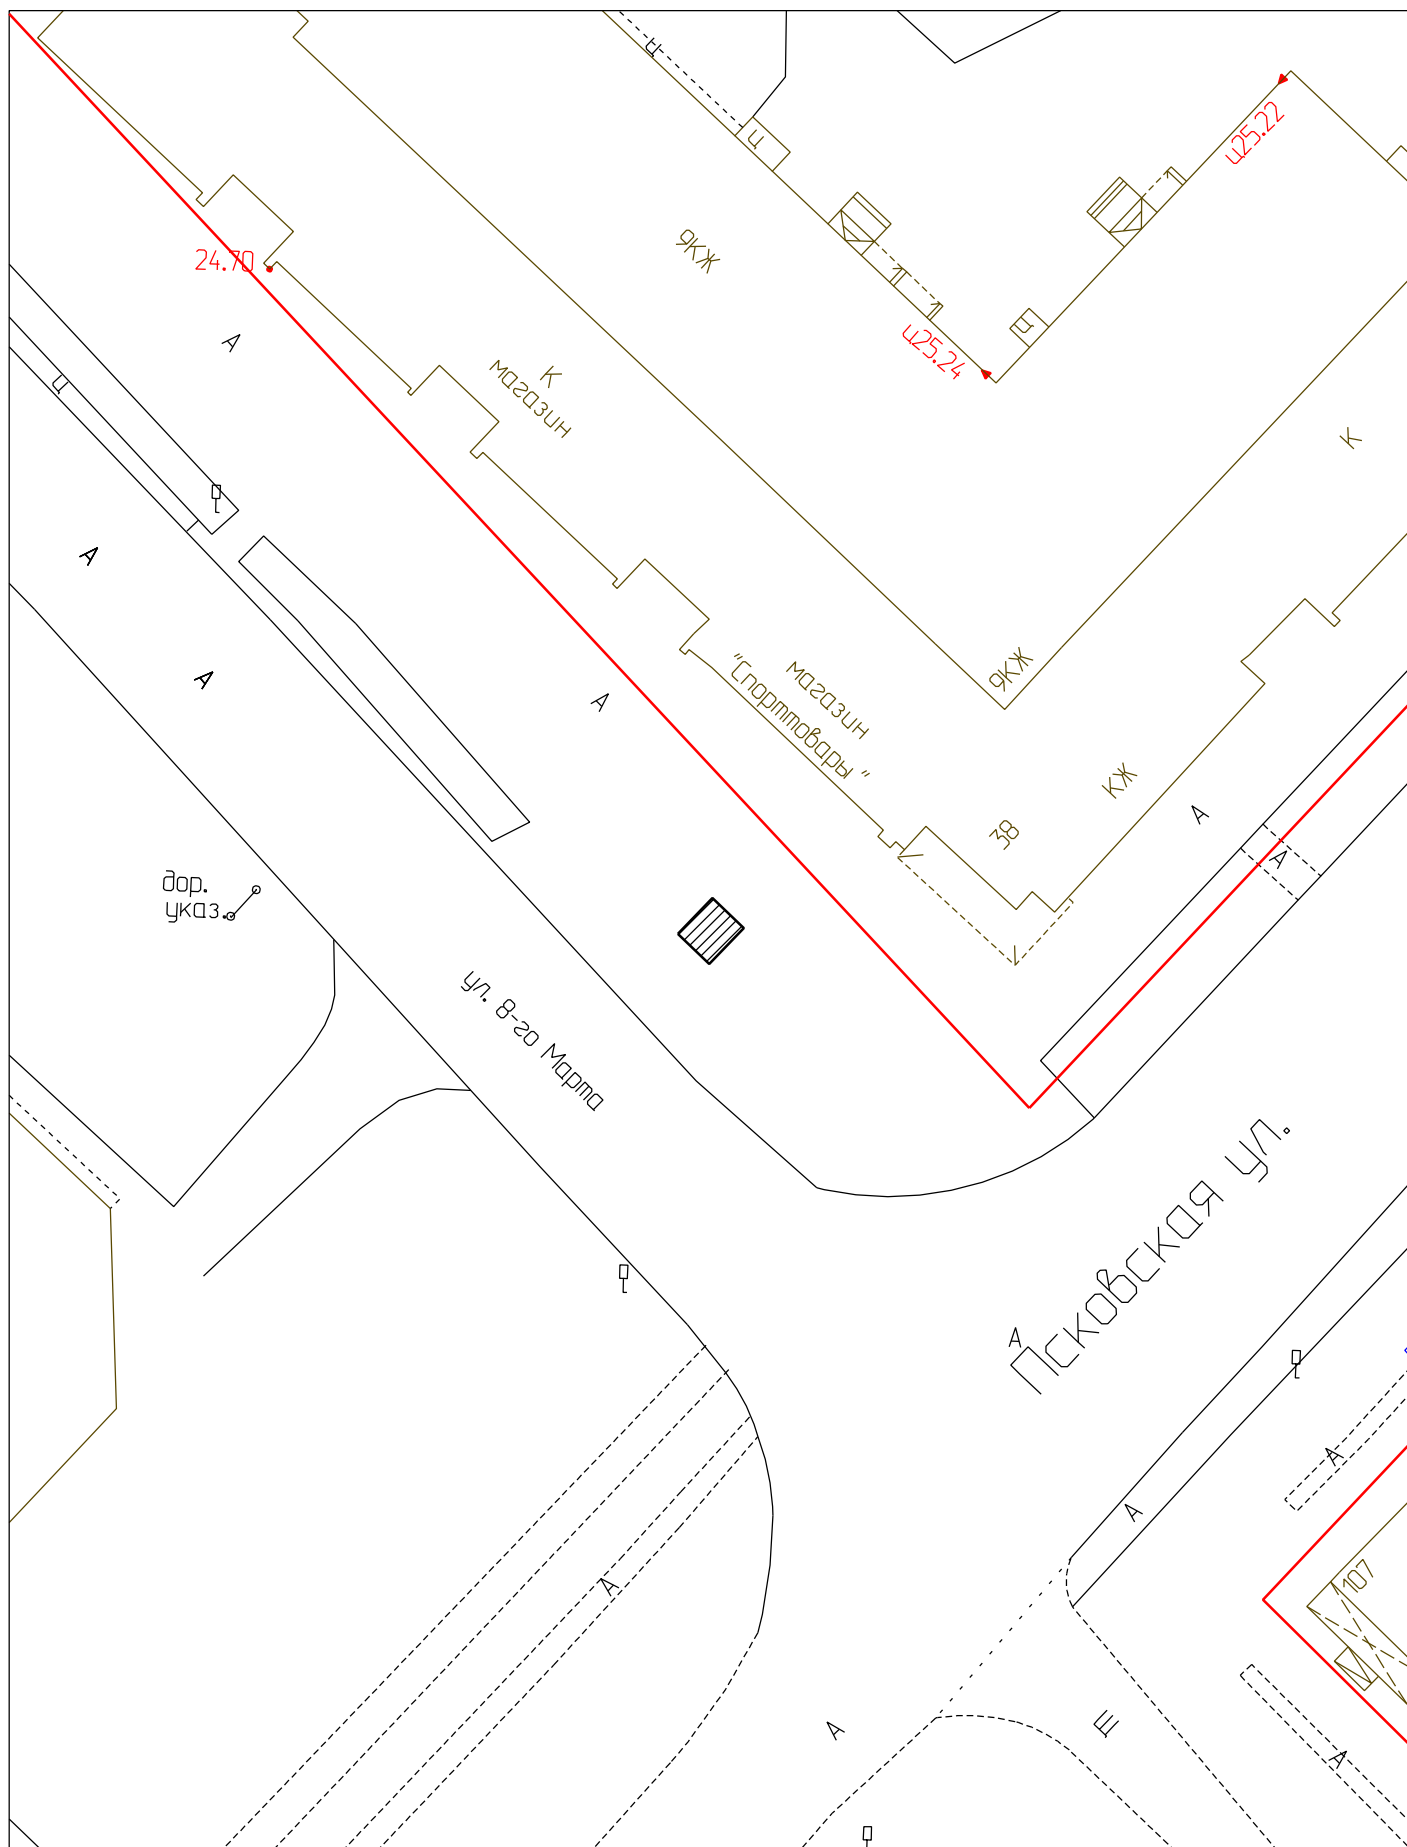 ц
ц
ц25.22
9КЖ
24.70
А
ц
ц25.24
К
магазин
ц
К
А
А
А
9КЖ
магазин
"Спорттовары"
КЖ
38
А
А
дор.
указ.
ул. 8-го Марта
Псковская ул.
А
А
А
107
А
А
Щ
А